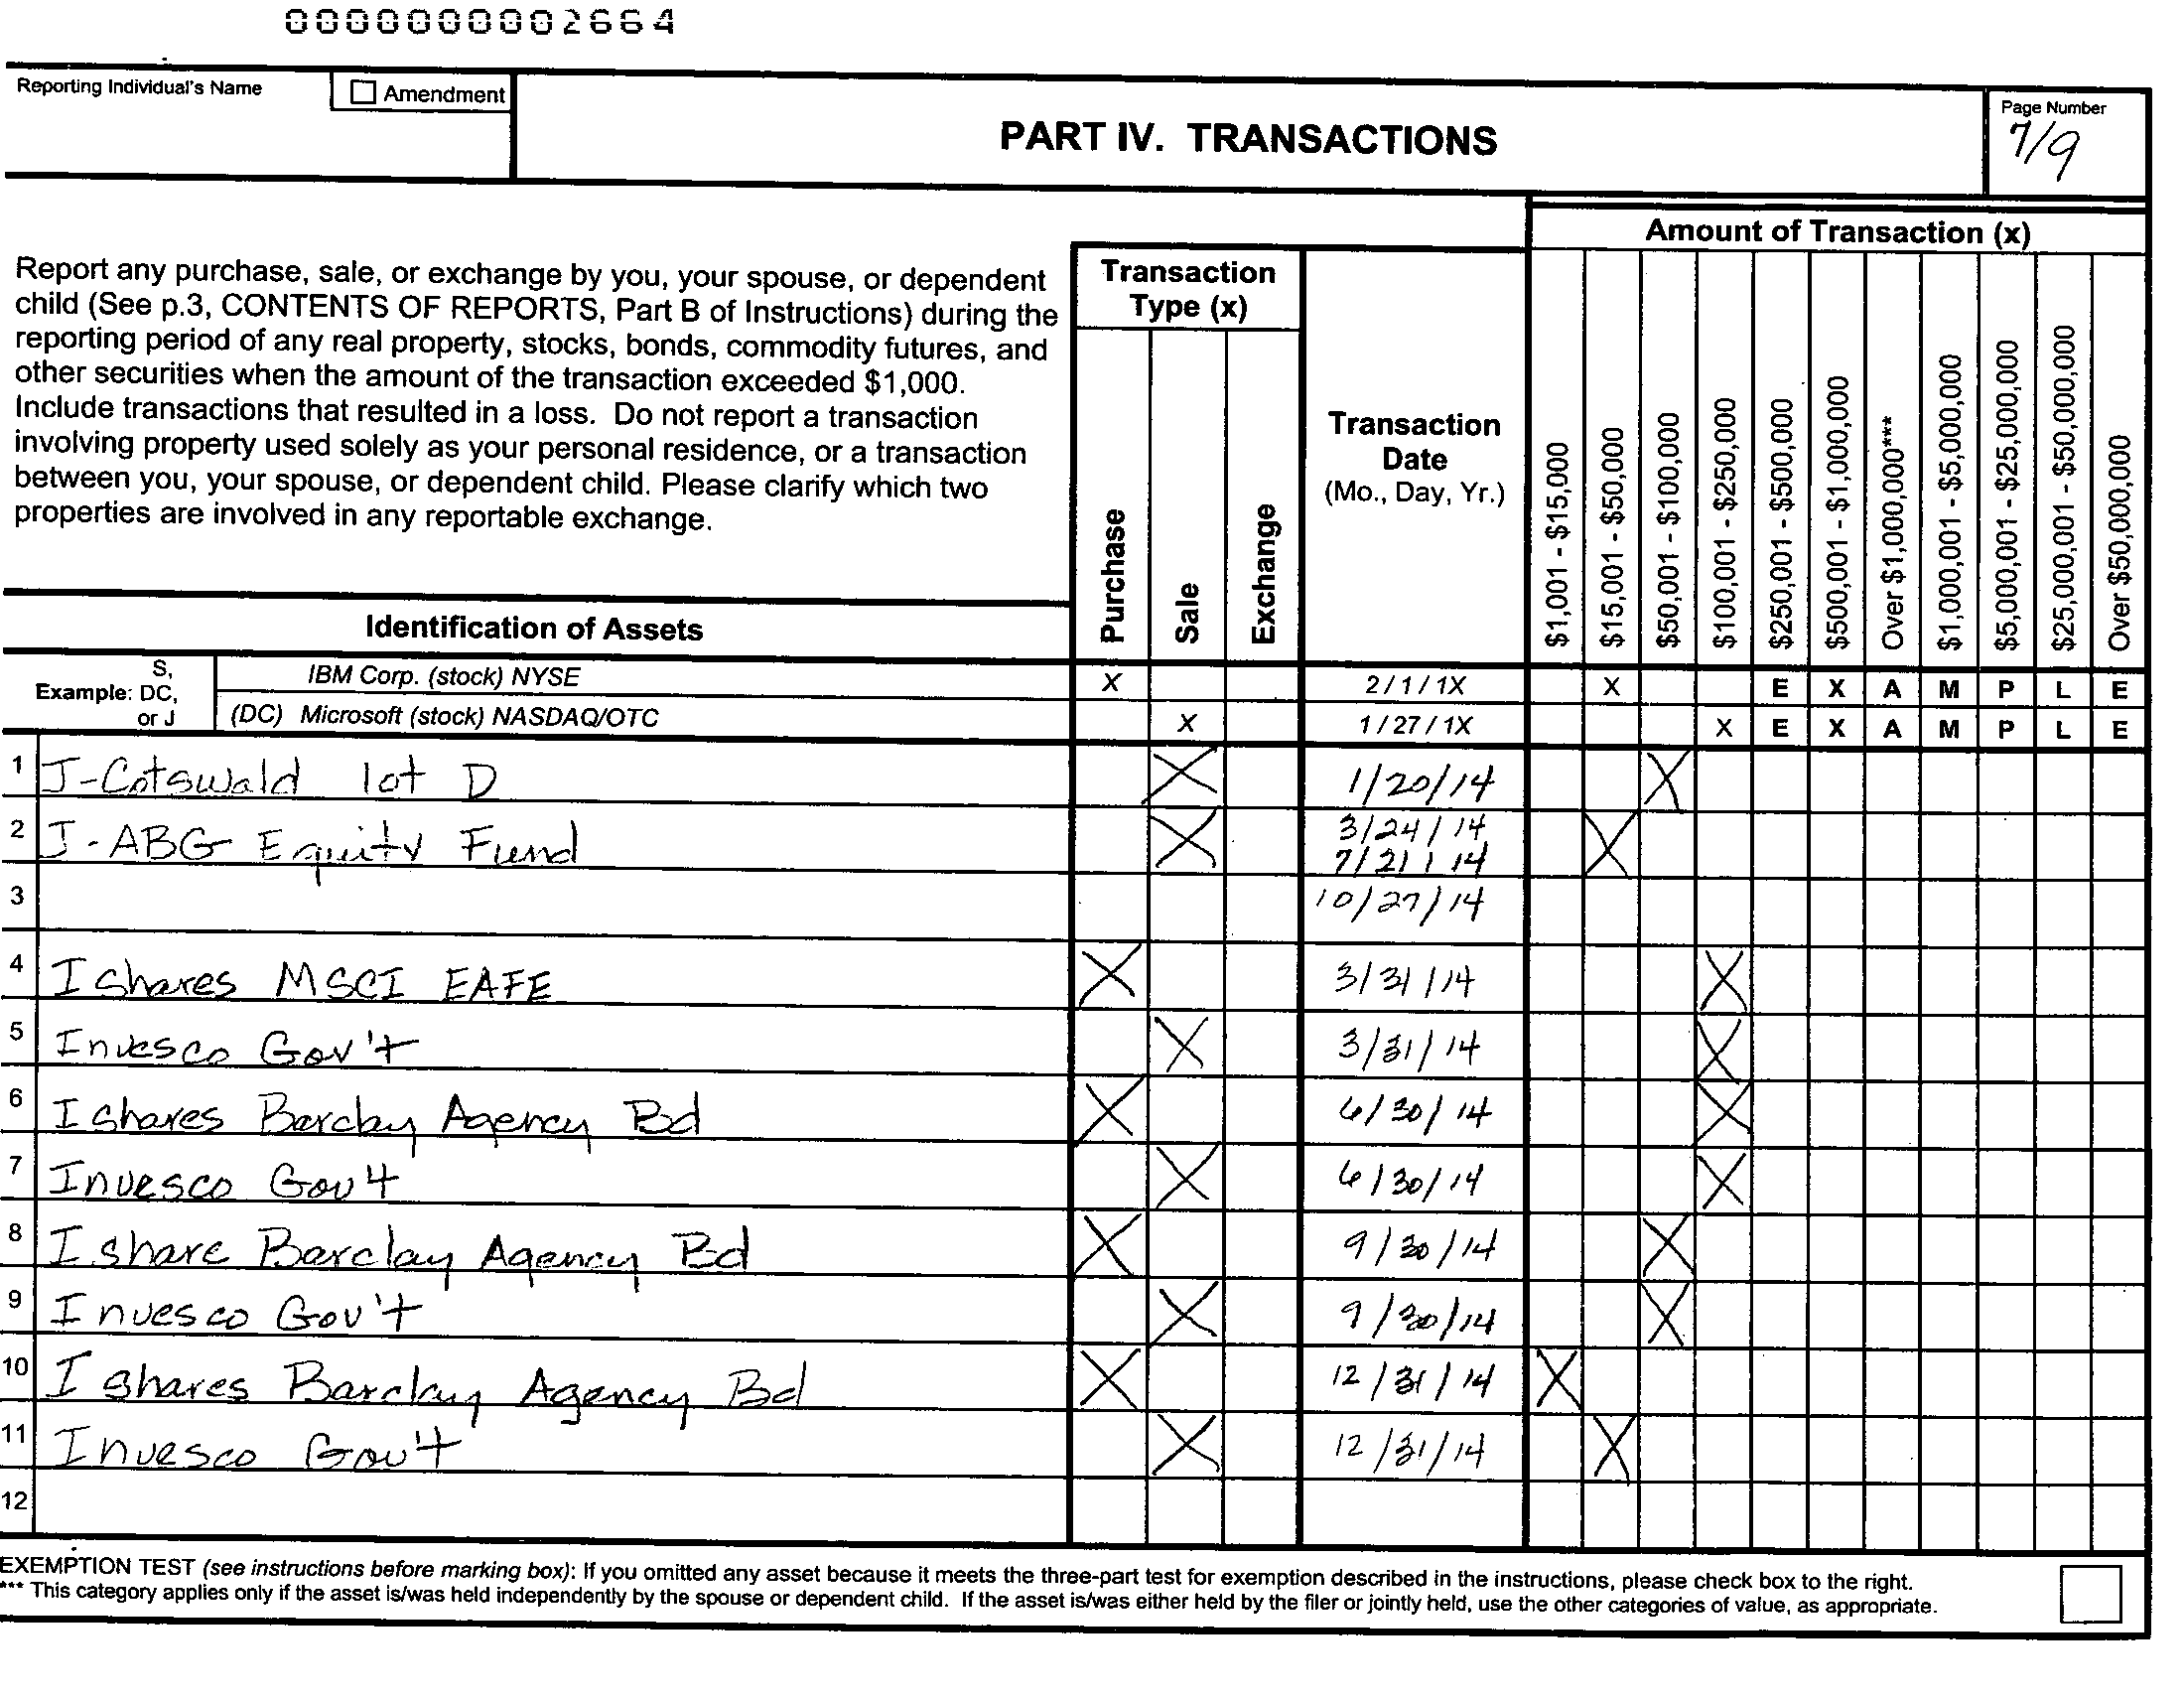 0000000002664
Reporting Individual's Name
Amendment
PART IV. TRANSACTIONS
Page Number
7/9
Report any purchase, sale, or exchange by you, your spouse, or dependent
child (See p.3, CONTENTS OF REPORTS, Part B of Instructions) during the
reporting period of any real property, stocks, bonds, commodity futures, and
other securities when the amount of the transaction exceeded $1,000.
Include transactions that resulted in a loss. Do not report a transaction
involving property used solely as your personal residence, or a transaction
between you, your spouse, or dependent child. Please clarify which two
properties are involved in any reportable exchange.
Identification of Assets
Transaction
Type (x)
Purchase
Sale
Exchange
Transaction
Date
(Mo., Day, Yr.)
Amount of Transaction (x)
$1,001 - $15,000
$15,001 - $50,000
$50,001 - $100,000
$100,001 - $250,000
$250,001 - $500,000
$500,001 - $1,000,000
Over $1,000,000***
$1,000,001 - $5,000,000
$5,000,001 - $25,000,000
$25,000,001 - $50,000,000
Over $50,000,000
Example: S, DC, or J
IBM Corp. (stock) NYSE X 2/1/1X X E X A M P L E
(DC) Microsoft (stock) NASDAQ/OTC X 1/27/1X X E X A M P L E
1 J-Cotswald lot D X 1/20/14 X
2 J-ABG Equity Fund X 3/24/14 X
7/21/14
3 10/27/14
4 I shares MSCI EAFE X 3/31/14 X
5 Invesco Gov't X 3/31/14 X
6 I shares Barclay Agency Bd X 6/30/14 X
7 Invesco Gov't X 6/30/14 X
8 I share Barclay Agency Bd X 9/30/14 X
9 Invesco Gov't X 9/30/14 X
10 I shares Barclay Agency Bd X 12/31/14 X
11 Invesco Gov't X 12/31/14 X
12
EXEMPTION TEST (see instructions before marking box): If you omitted any asset because it meets the three-part test for exemption described in the instructions, please check box to the right.
*** This category applies only if the asset is/was held independently by the spouse or dependent child. If the asset is/was either held by the filer or jointly held, use the other categories of value, as appropriate.